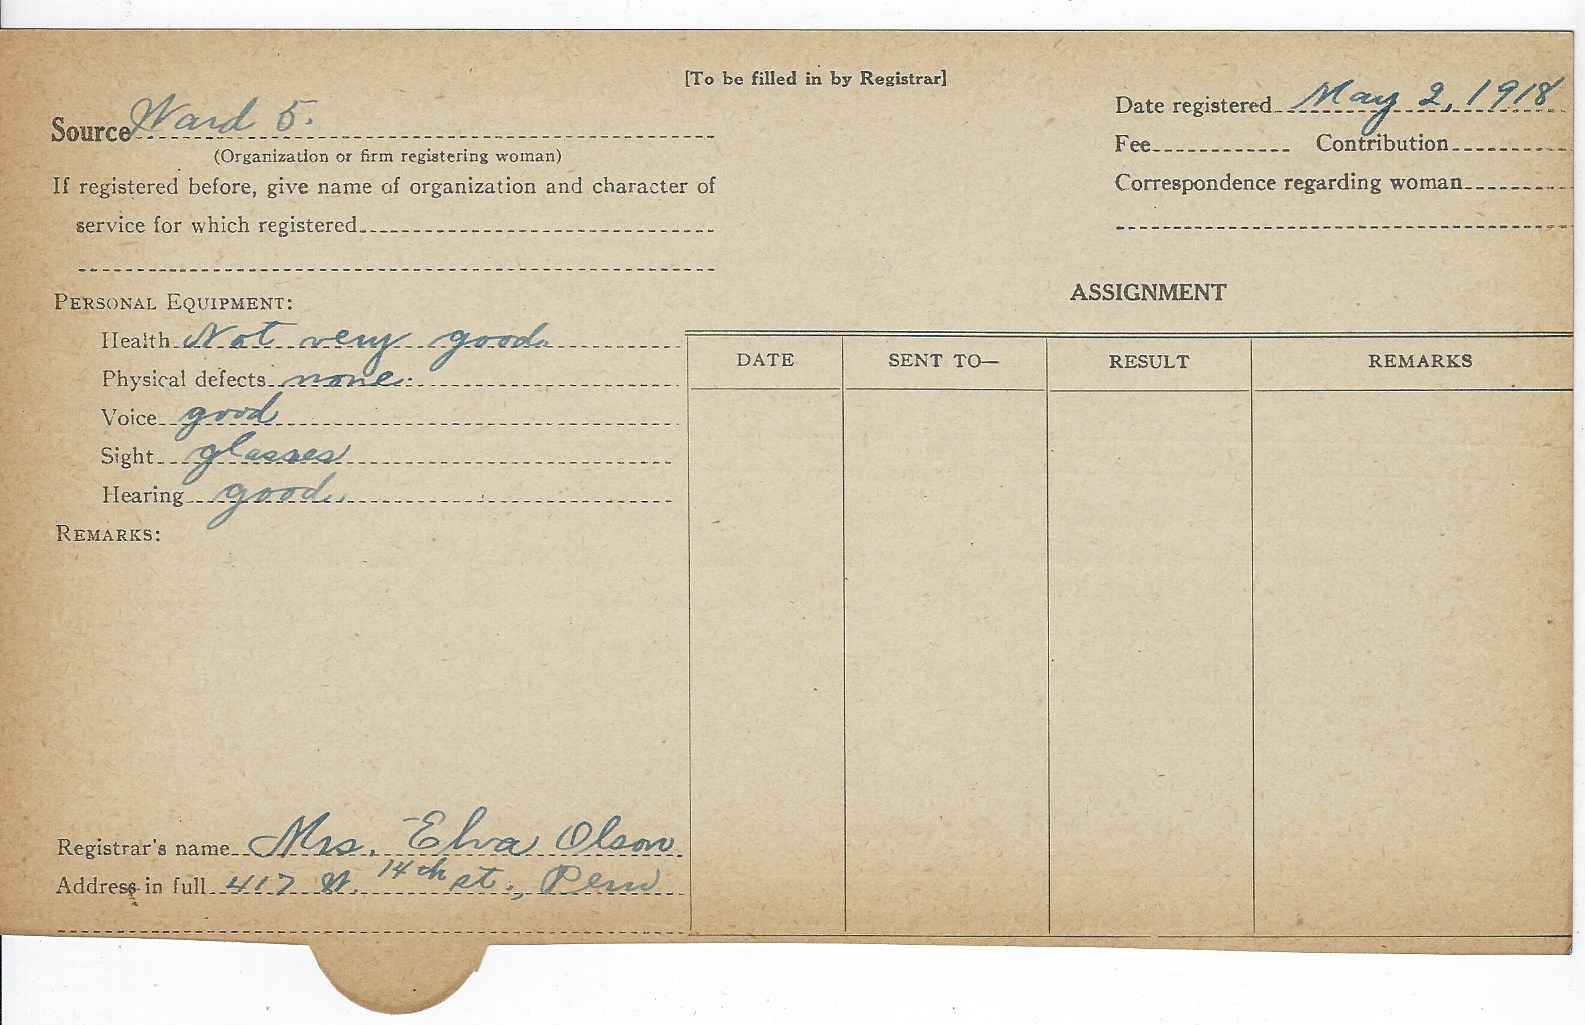 [To be filled in by Registrar]
Source Ward 5.
(Organization or firm registering woman)
If registered before, give name of organization and character of
service for which registered
Date registered May 2, 1918
Fee Contribution
Correspondence regarding woman
PERSONAL EQUIPMENT:
Health Not very good.
Physical defects none.
Voice good
Sight glasses
Hearing good.
REMARKS:
ASSIGNMENT
DATE SENT TO— RESULT REMARKS
Registrar's name Mrs. Elva Olson
Address in full 417 W. 14th st., Peru